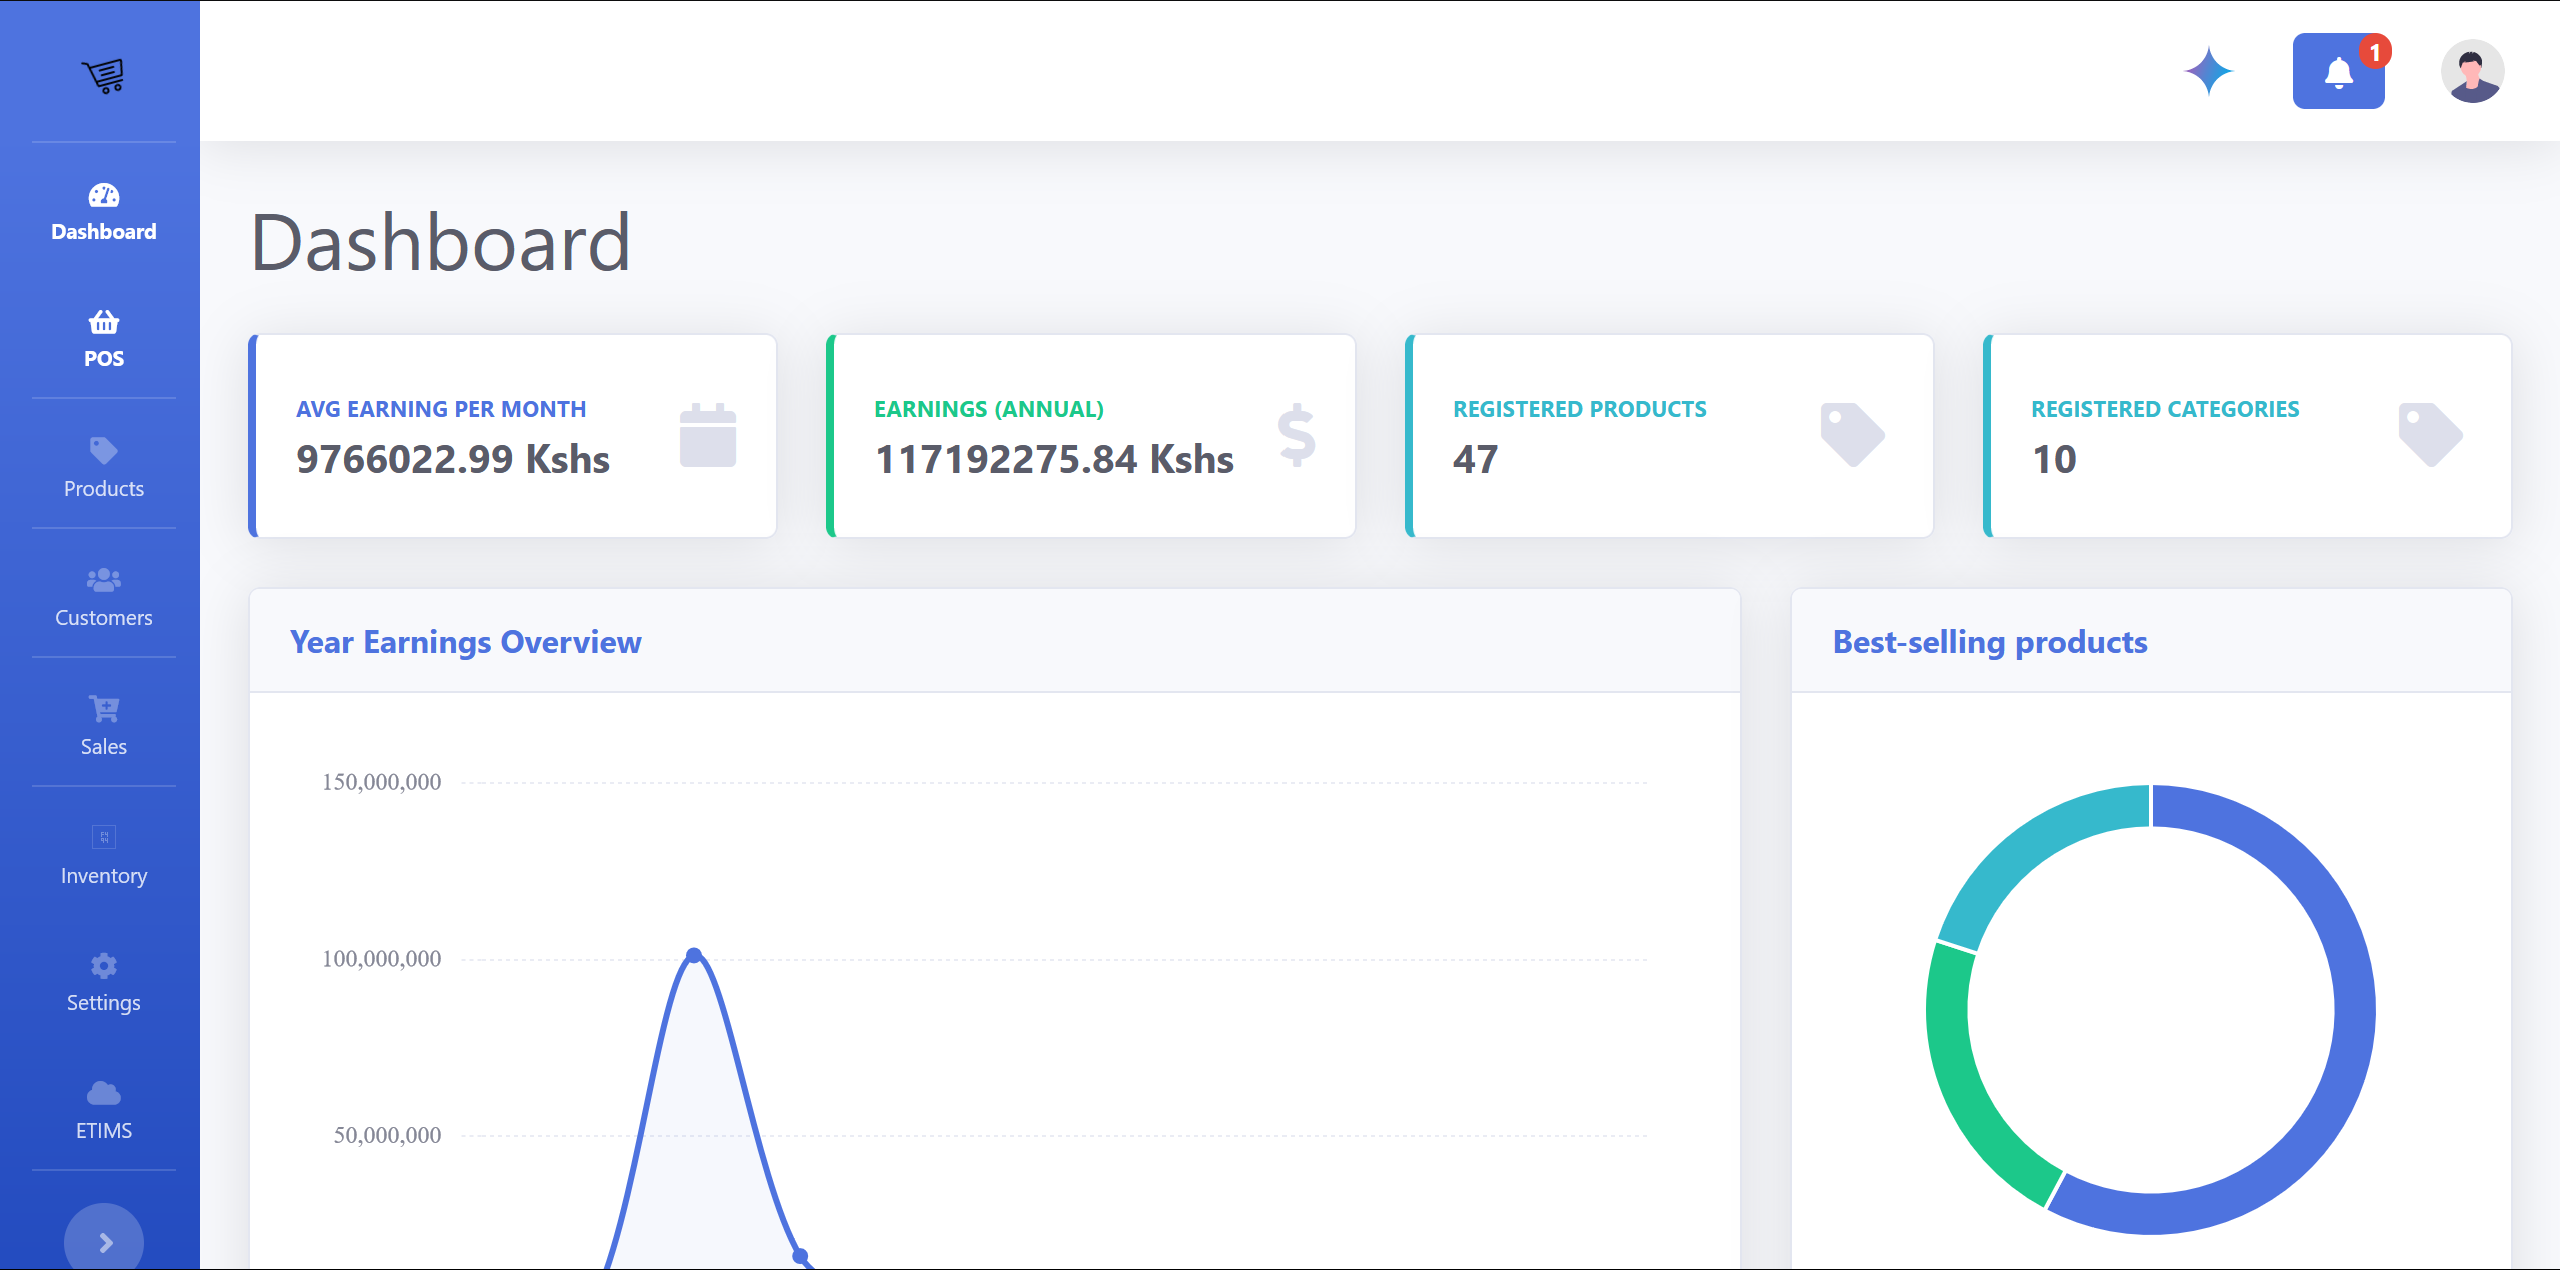 1
Dashboard
POS
Products
Customers
Sales
Inventory
Settings
ETIMS
Dashboard
AVG EARNING PER MONTH
9766022.99 Kshs
EARNINGS (ANNUAL)
117192275.84 Kshs
REGISTERED PRODUCTS
47
REGISTERED CATEGORIES
10
Year Earnings Overview
150,000,000
100,000,000
50,000,000
Best-selling products